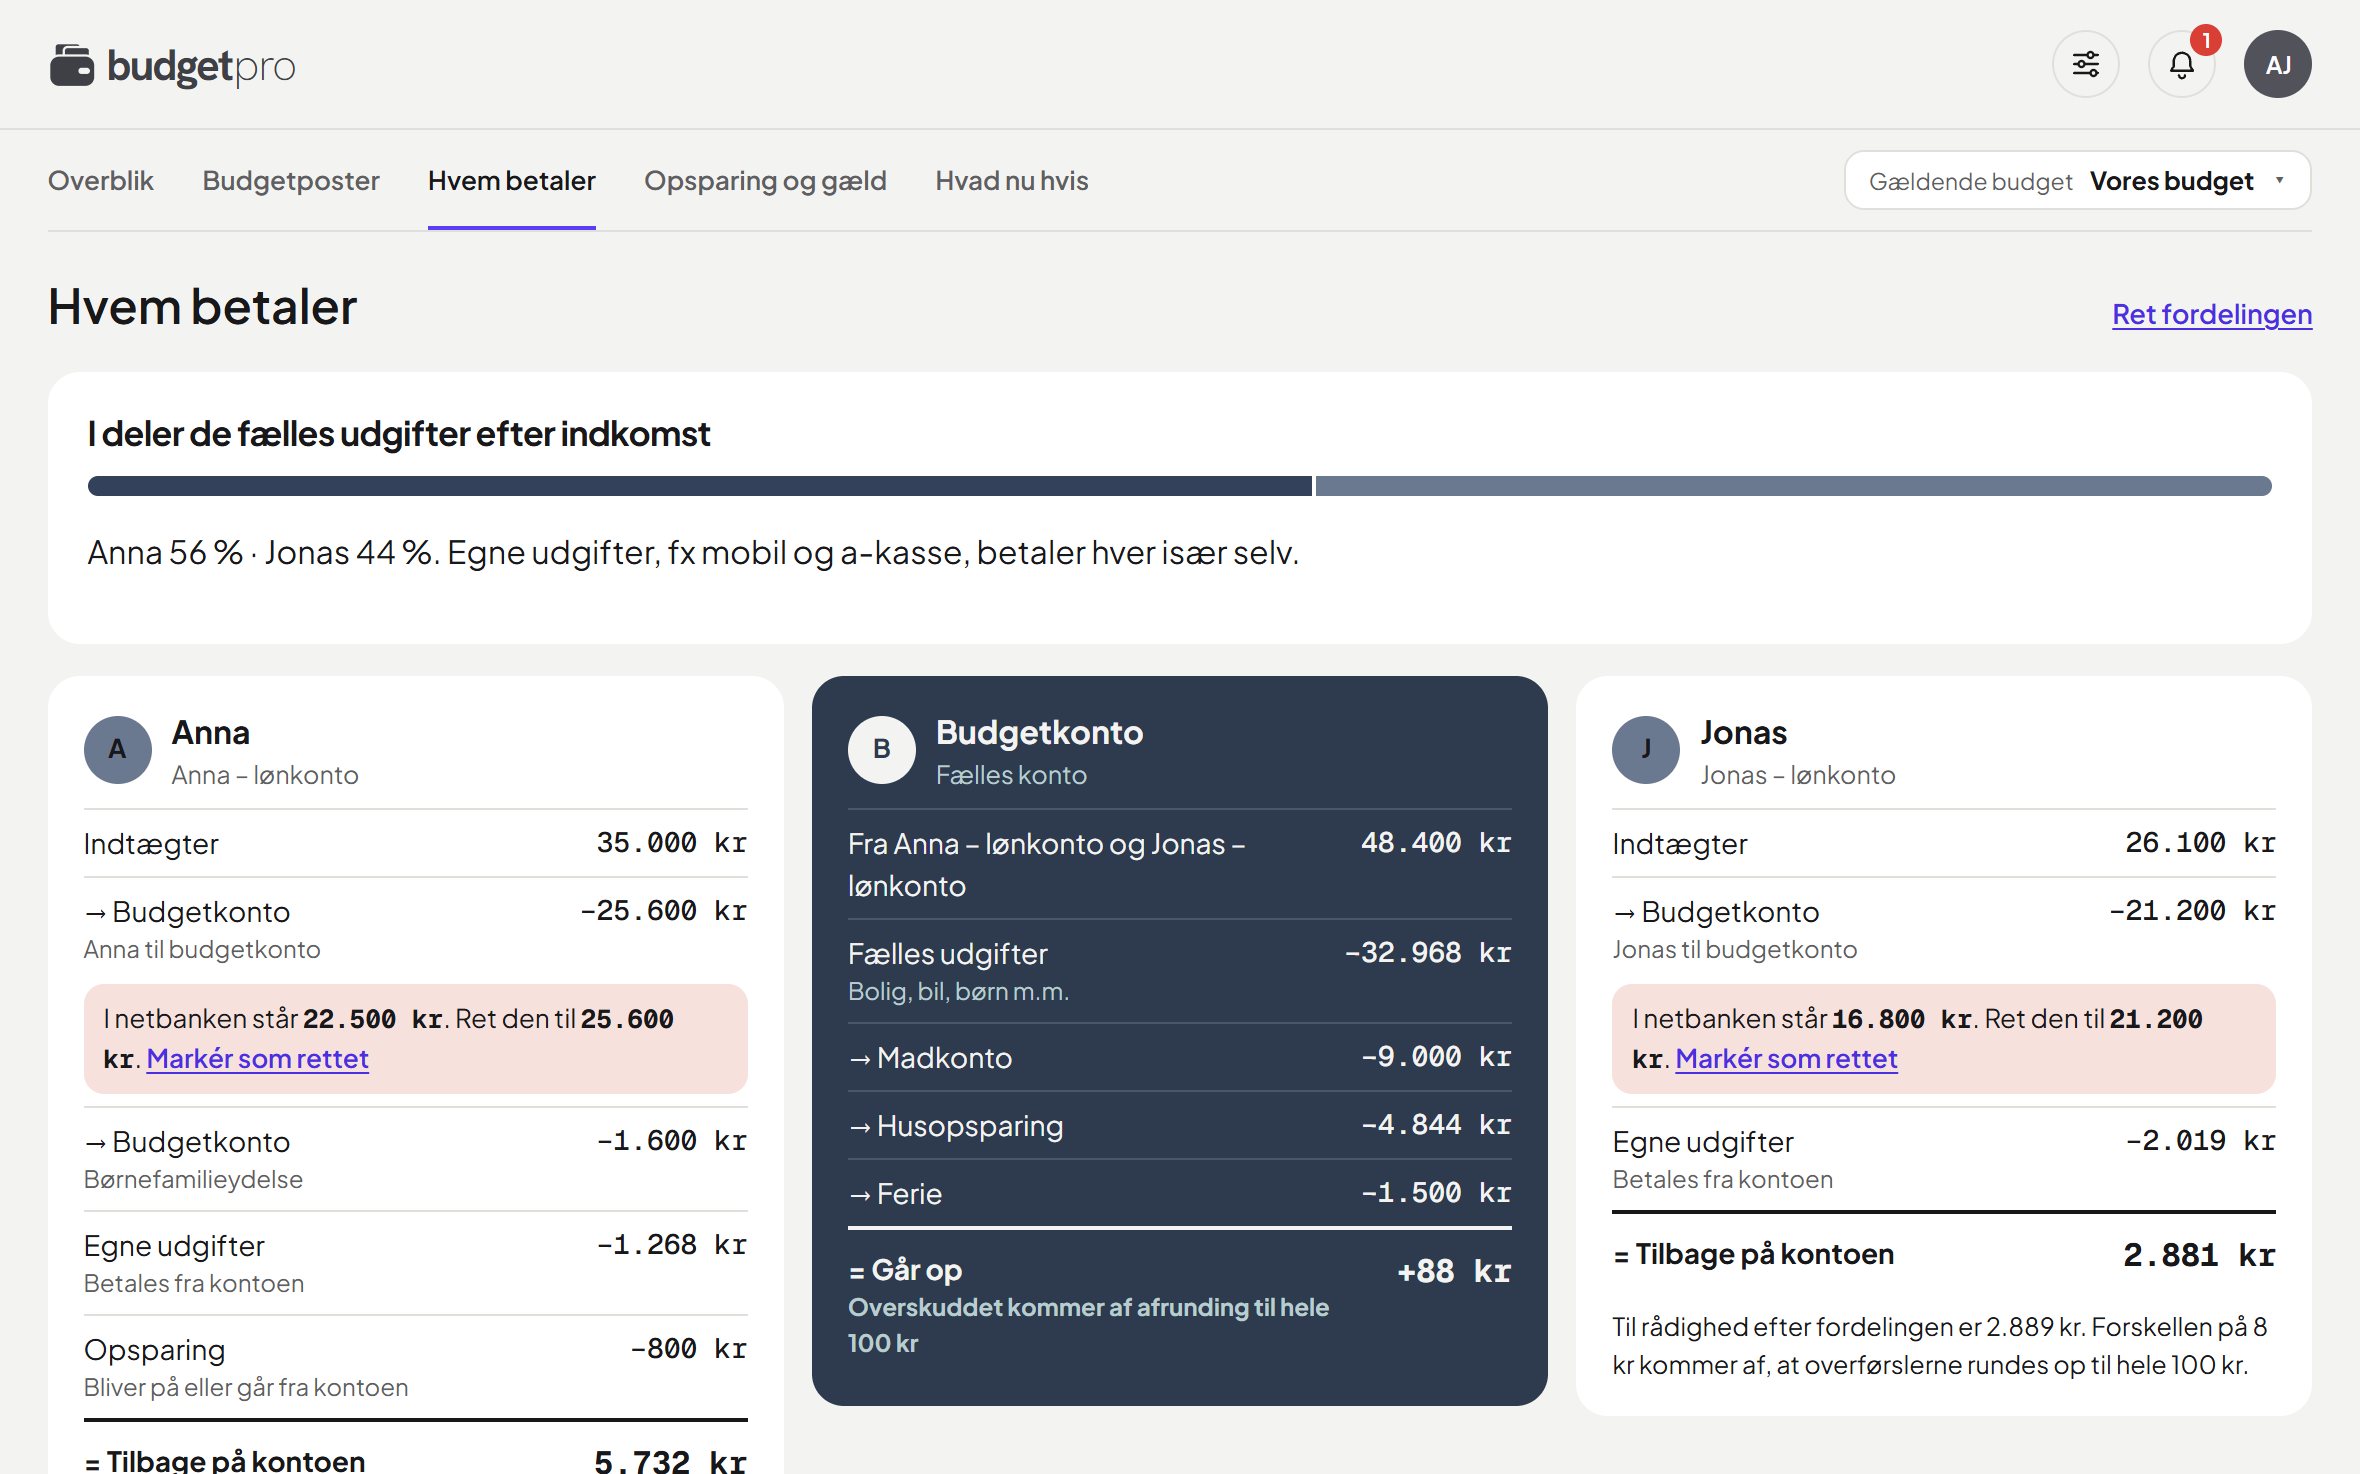 budgetpro
1
AJ
Overblik
Budgetposter
Hvem betaler
Opsparing og gæld
Hvad nu hvis
Gældende budget Vores budget
Hvem betaler
Ret fordelingen
I deler de fælles udgifter efter indkomst
Anna 56 % · Jonas 44 %. Egne udgifter, fx mobil og a-kasse, betaler hver især selv.
A
Anna
Anna – lønkonto
Indtægter 35.000 kr
→ Budgetkonto −25.600 kr
Anna til budgetkonto
I netbanken står 22.500 kr. Ret den til 25.600
kr. Markér som rettet
→ Budgetkonto −1.600 kr
Børnefamilieydelse
Egne udgifter −1.268 kr
Betales fra kontoen
Opsparing −800 kr
Bliver på eller går fra kontoen
= Tilbage på kontoen 5.732 kr
B
Budgetkonto
Fælles konto
Fra Anna – lønkonto og Jonas – 48.400 kr
lønkonto
Fælles udgifter −32.968 kr
Bolig, bil, børn m.m.
→ Madkonto −9.000 kr
→ Husopsparing −4.844 kr
→ Ferie −1.500 kr
= Går op +88 kr
Overskuddet kommer af afrunding til hele
100 kr
J
Jonas
Jonas – lønkonto
Indtægter 26.100 kr
→ Budgetkonto −21.200 kr
Jonas til budgetkonto
I netbanken står 16.800 kr. Ret den til 21.200
kr. Markér som rettet
Egne udgifter −2.019 kr
Betales fra kontoen
= Tilbage på kontoen 2.881 kr
Til rådighed efter fordelingen er 2.889 kr. Forskellen på 8
kr kommer af, at overførslerne rundes op til hele 100 kr.